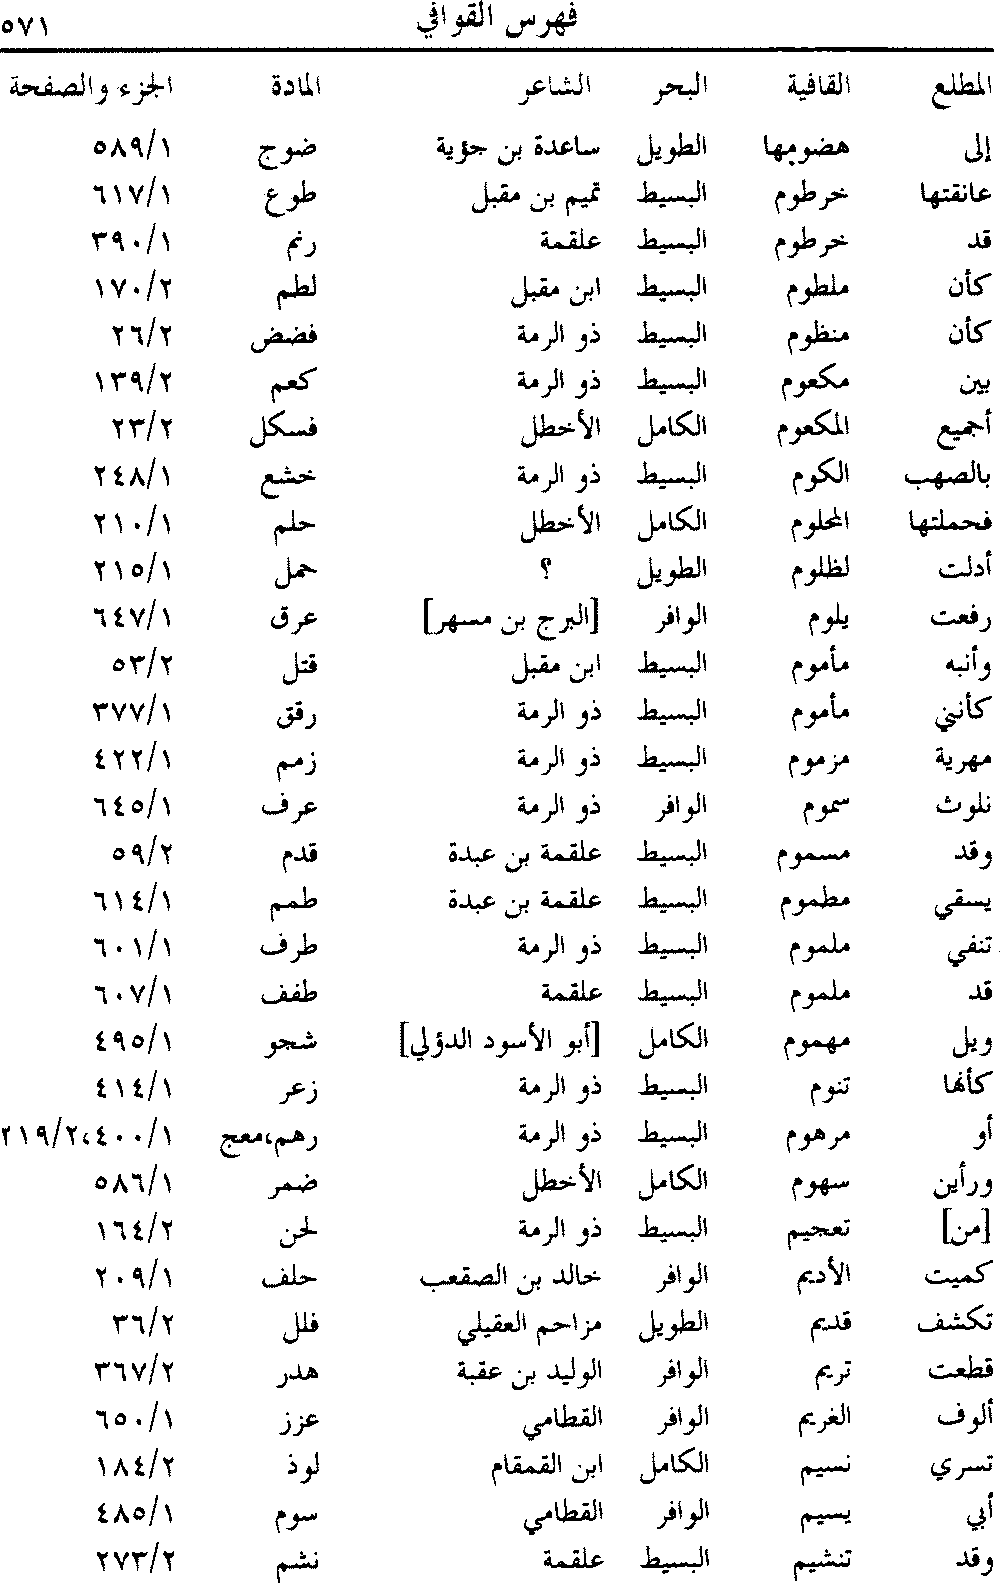 فهرس القوافي ٥٧١
المطلع القافية البحر الشاعر المادة الجزء والصفحة
إلى هضومها الطويل ساعدة بن جؤية ضوج ٥٨٩/١
عانقتها خرطوم البسيط تميم بن مقبل طوع ٦١٧/١
قد خرطوم البسيط علقمة رنم ٣٩٠/١
كأن ملطوم البسيط ابن مقبل لطم ١٧٠/٢
كأن منظوم البسيط ذو الرمة فضض ٢٦/٢
بين مكعوم البسيط ذو الرمة كعم ١٣٩/٢
أجميع المكعوم الكامل الأخطل فسكل ٢٣/٢
بالصهب الكوم البسيط ذو الرمة خشع ٢٤٨/١
فحملتها المحلوم الكامل الأخطل حلم ٢١٠/١
أدلت لظلوم الطويل ؟ حمل ٢١٥/١
رفعت يلوم الوافر [البرج بن مسهر] عرق ٦٤٧/١
وأنبه مأموم البسيط ابن مقبل قتل ٥٣/٢
كأنني مأموم البسيط ذو الرمة رقق ٣٧٧/١
مهرية مزموم البسيط ذو الرمة زمم ٤٢٢/١
نلوث سموم الوافر ذو الرمة عرف ٦٤٥/١
وقد مسموم البسيط علقمة بن عبدة قدم ٥٩/٢
يسقي مطموم البسيط علقمة بن عبدة طمم ٦١٤/١
تنفي ملموم البسيط ذو الرمة طرف ٦٠١/١
قد ملموم البسيط علقمة طفف ٦٠٧/١
ويل مهموم الكامل [أبو الأسود الدؤلي] شجو ٤٩٥/١
كأنها تنوم البسيط ذو الرمة زعر ٤١٤/١
أو مرهوم البسيط ذو الرمة رهم،معج ٤٠٠/١،٢١٩/٢
ورأين سهوم الكامل الأخطل ضمر ٥٨٦/١
[من] تعجيم البسيط ذو الرمة لحن ١٦٤/٢
كميت الأديم الوافر خالد بن الصقعب حلف ٢٠٩/١
تكشف قديم الطويل مزاحم العقيلي فلل ٣٦/٢
قطعت تريم الوافر الوليد بن عقبة هدر ٣٦٧/٢
ألوف الغريم الوافر القطامي عزز ٦٥٠/١
تسري نسيم الكامل ابن القمقام لوذ ١٨٤/٢
أبي يسيم الوافر القطامي سوم ٤٨٥/١
وقد تنشيم البسيط علقمة نشم ٢٧٣/٢